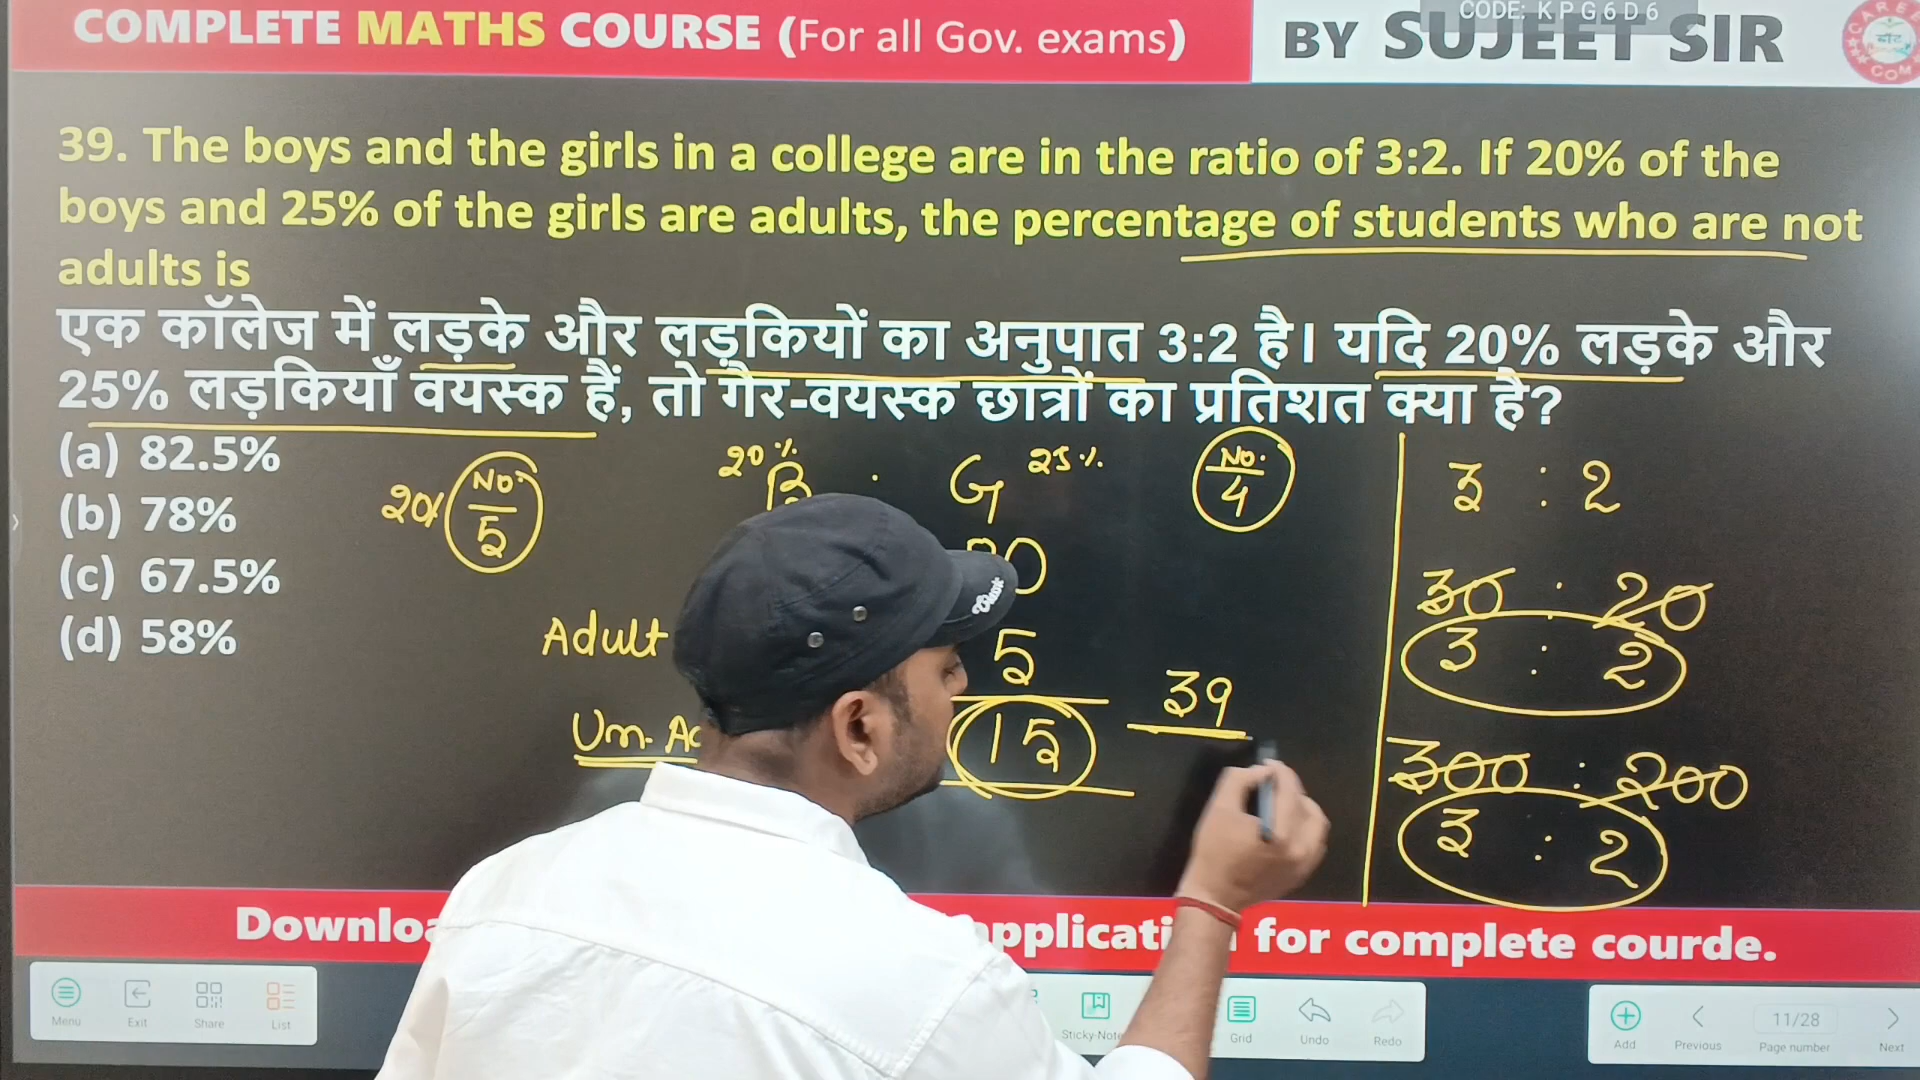 COMPLETE MATHS COURSE (For all Gov. exams)
BY SUJEET SIR
CODE: K P G 6 D 6
39. The boys and the girls in a college are in the ratio of 3:2. If 20% of the
boys and 25% of the girls are adults, the percentage of students who are not
adults is
एक कॉलेज में लड़के और लड़कियों का अनुपात 3:2 है। यदि 20% लड़के और
25% लड़कियाँ वयस्क हैं, तो गैर-वयस्क छात्रों का प्रतिशत क्या है?
(a) 82.5%
(b) 78%
(c) 67.5%
(d) 58%
20%
No.
5
20% B : G 25%
No.
4
Adult 5
Un-
15
39
3 : 2
30 : 20
3 : 2
300 : 200
3 : 2
for complete courde.
Menu
Exit
Share
List
Grid
Undo
Redo
Add
Previous
11/28
Page number
Next